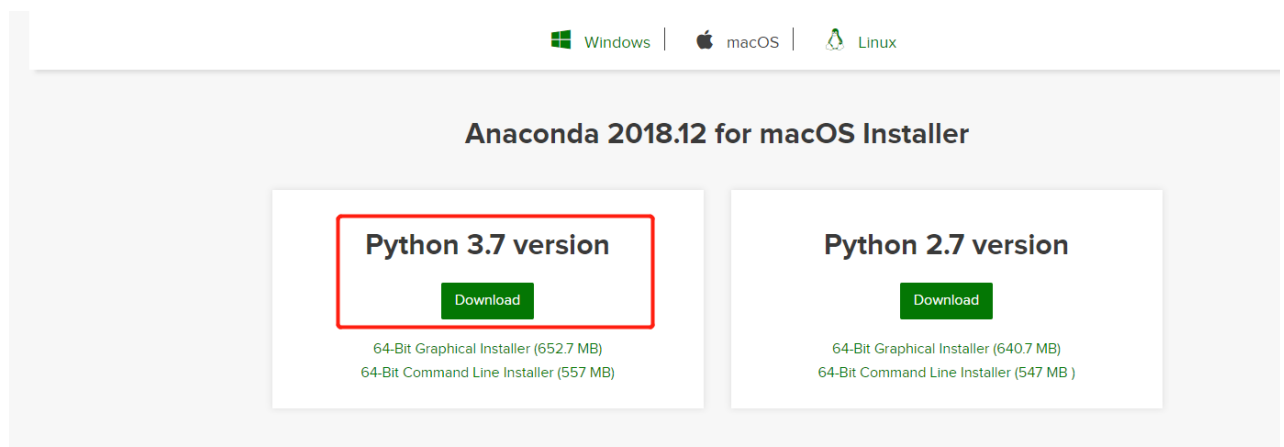 Windows macOS Linux
Anaconda 2018.12 for macOS Installer
Python 3.7 version
Download
64-Bit Graphical Installer (652.7 MB)
64-Bit Command Line Installer (557 MB)
Python 2.7 version
Download
64-Bit Graphical Installer (640.7 MB)
64-Bit Command Line Installer (547 MB )